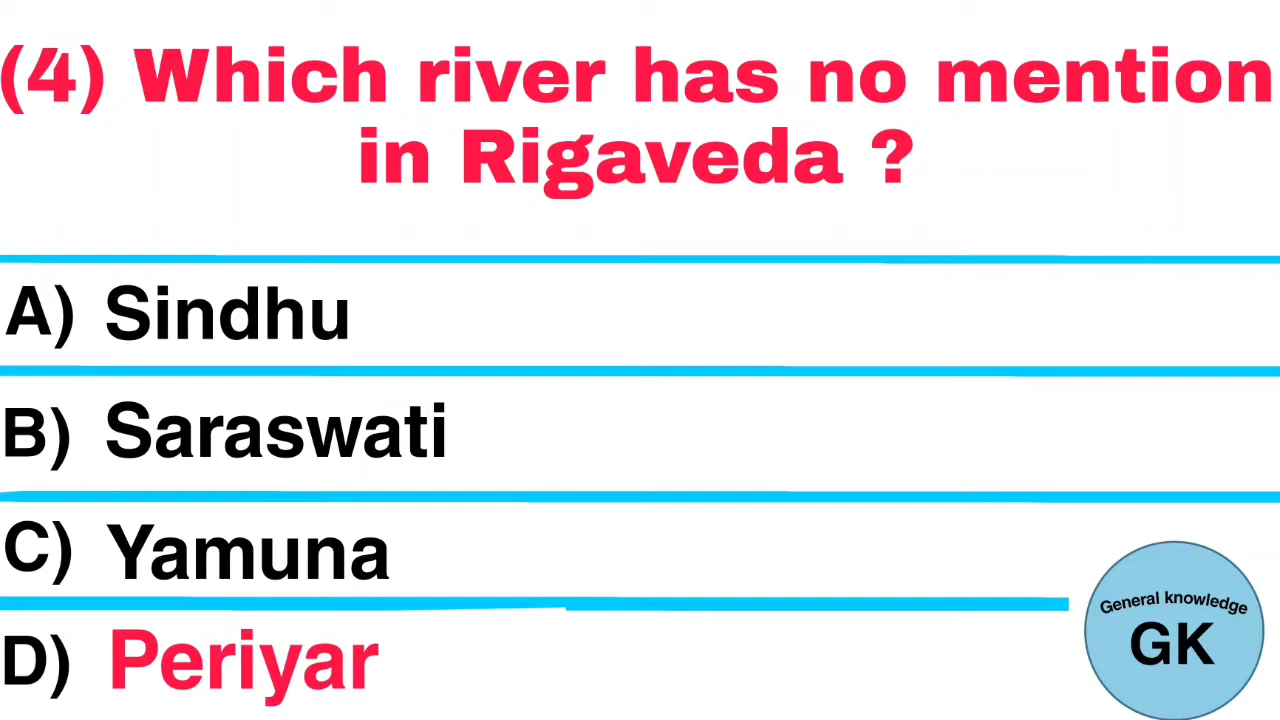 (4) Which river has no mention
in Rigaveda ?
A) Sindhu
B) Saraswati
C) Yamuna
D) Periyar
General knowledge
GK